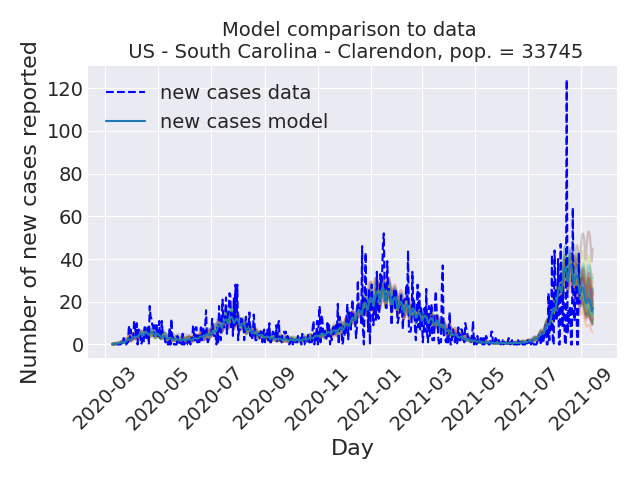 Model comparison to data
US - South Carolina - Clarendon, pop. = 33745
Number of new cases reported
120
100
80
60
40
20
0
new cases data
new cases model
2020-03
2020-05
2020-07
2020-09
2020-11
2021-01
2021-03
2021-05
2021-07
2021-09
Day